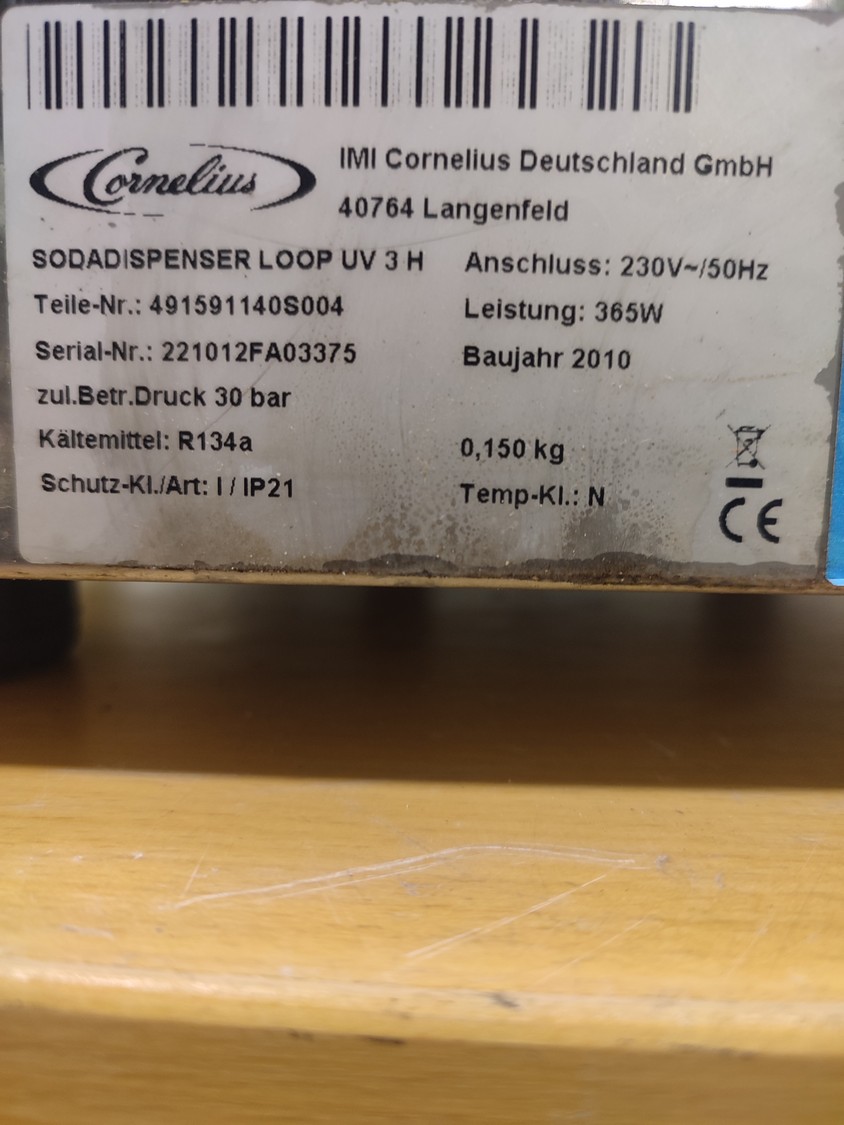 Cornelius
IMI Cornelius Deutschland GmbH
40764 Langenfeld
SODADISPENSER LOOP UV 3 H
Anschluss: 230V~/50Hz
Teile-Nr.: 491591140S004
Leistung: 365W
Serial-Nr.: 221012FA03375
Baujahr 2010
zul.Betr.Druck 30 bar
Kältemittel: R134a
0,150 kg
Schutz-Kl./Art: I / IP21
Temp-Kl.: N
CE